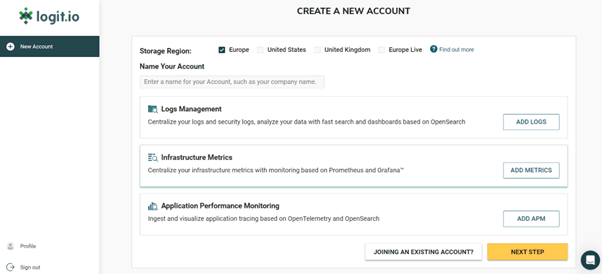 logit.io
CREATE A NEW ACCOUNT
New Account
Storage Region: Europe United States United Kingdom Europe Live Find out more
Name Your Account
Enter a name for your Account, such as your company name.
Logs Management
Centralize your logs and security logs, analyze your data with fast search and dashboards based on OpenSearch
ADD LOGS
Infrastructure Metrics
Centralize your infrastructure metrics with monitoring based on Prometheus and Grafana™
ADD METRICS
Application Performance Monitoring
Ingest and visualize application tracing based on OpenTelemetry and OpenSearch
ADD APM
JOINING AN EXISTING ACCOUNT? NEXT STEP
Profile
Sign out